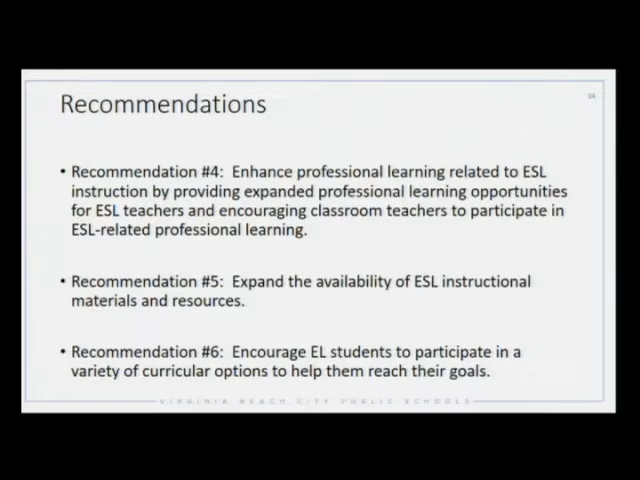 Recommendations
• Recommendation #4: Enhance professional learning related to ESL
instruction by providing expanded professional learning opportunities
for ESL teachers and encouraging classroom teachers to participate in
ESL-related professional learning.
• Recommendation #5: Expand the availability of ESL instructional
materials and resources.
• Recommendation #6: Encourage EL students to participate in a
variety of curricular options to help them reach their goals.
VIRGINIA BEACH CITY PUBLIC SCHOOLS